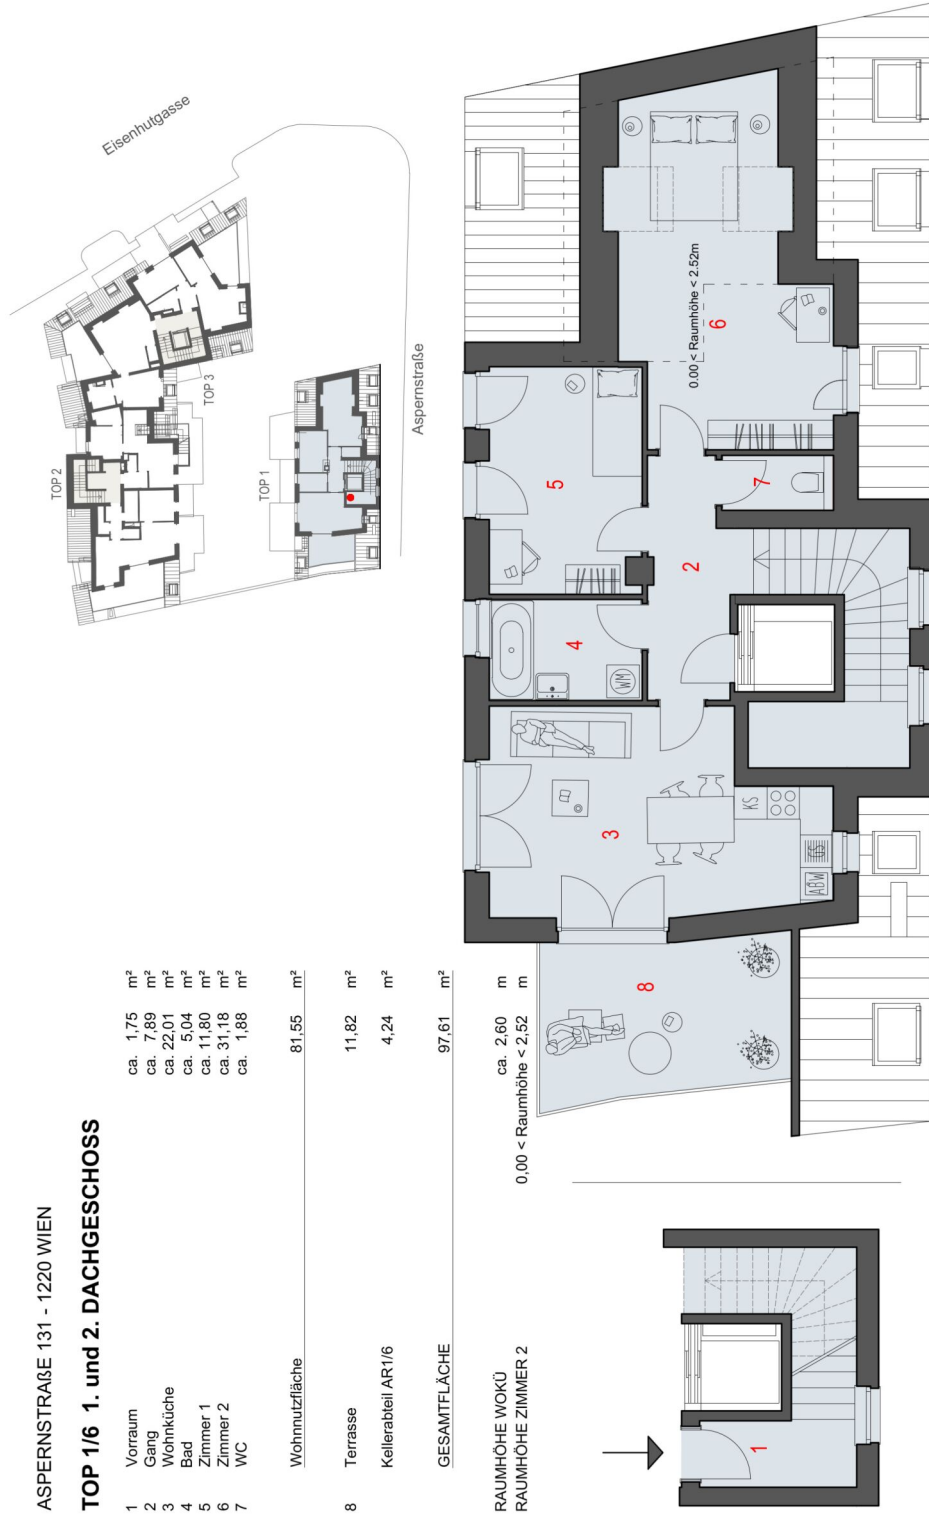 ASPERNSTRAßE 131 - 1220 WIEN
TOP 1/6 1. und 2. DACHGESCHOSS
1 Vorraum ca. 1,75 m²
2 Gang ca. 7,89 m²
3 Wohnküche ca. 22,01 m²
4 Bad ca. 5,04 m²
5 Zimmer 1 ca. 11,80 m²
6 Zimmer 2 ca. 31,18 m²
7 WC ca. 1,88 m²
Wohnnutzfläche 81,55 m²
8 Terrasse 11,82 m²
Kellerabteil AR1/6 4,24 m²
GESAMTFLÄCHE 97,61 m²
RAUMHÖHE WOKÜ ca. 2,60 m
RAUMHÖHE ZIMMER 2 0,00 < Raumhöhe < 2,52 m
Eisenhutgasse
TOP 2
TOP 3
TOP 1
Aspernstraße
1
8
3
KS
GS
ABW
4
WM
2
5
7
6
0.00 < Raumhöhe < 2.52m